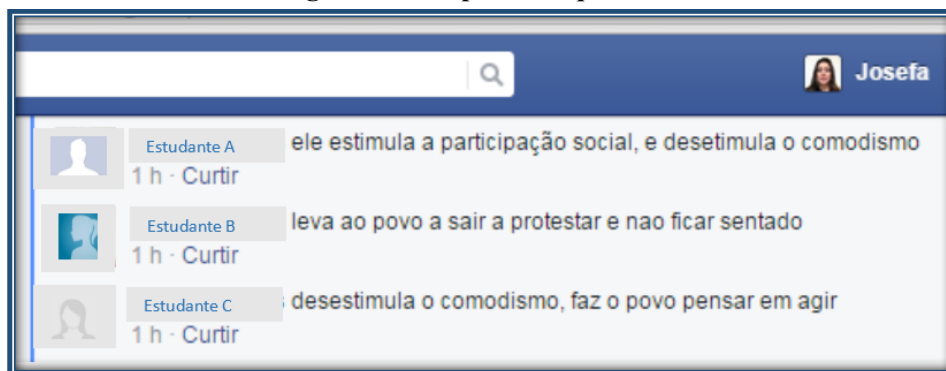 Josefa
Estudante A ele estimula a participação social, e desetimula o comodismo
1 h · Curtir
Estudante B leva ao povo a sair a protestar e nao ficar sentado
1 h · Curtir
Estudante C desestimula o comodismo, faz o povo pensar em agir
1 h · Curtir